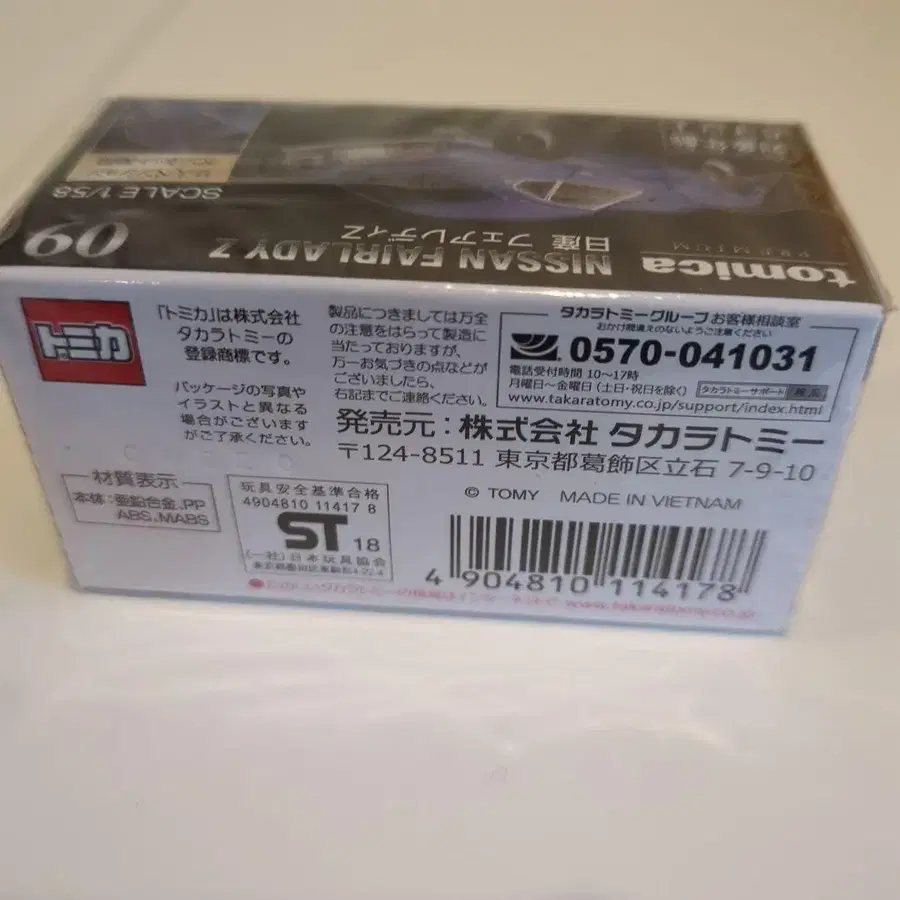 tomica
PREMIUM
NISSAN FAIRLADY Z
日産 フェアレディZ
09
SCALE 1/58
サスペンション
トミカ
「トミカ」は株式会社
タカラトミーの
登録商標です。
パッケージの写真や
イラストと異なる
場合がございます
がご了承ください。
製品につきましては万全
の注意をはらって製造に
当たっておりますが、
万一お気づきの点などが
ございましたら、
右記までご連絡ください。
タカラトミーグループお客様相談室
おかけ間違えのないようご注意ください
0570-041031
電話受付時間 10〜17時
月曜日〜金曜日 (土日・祝日を除く) タカラトミーサポート 検索
www.takaratomy.co.jp/support/index.html
発売元:株式会社 タカラトミー
〒124-8511 東京都葛飾区立石 7-9-10
© TOMY MADE IN VIETNAM
材質表示
本体:亜鉛合金、PP
ABS、MABS
玩具安全基準合格
4904810 11417 8
ST 18
(一社)日本玩具協会
4 904810 114178